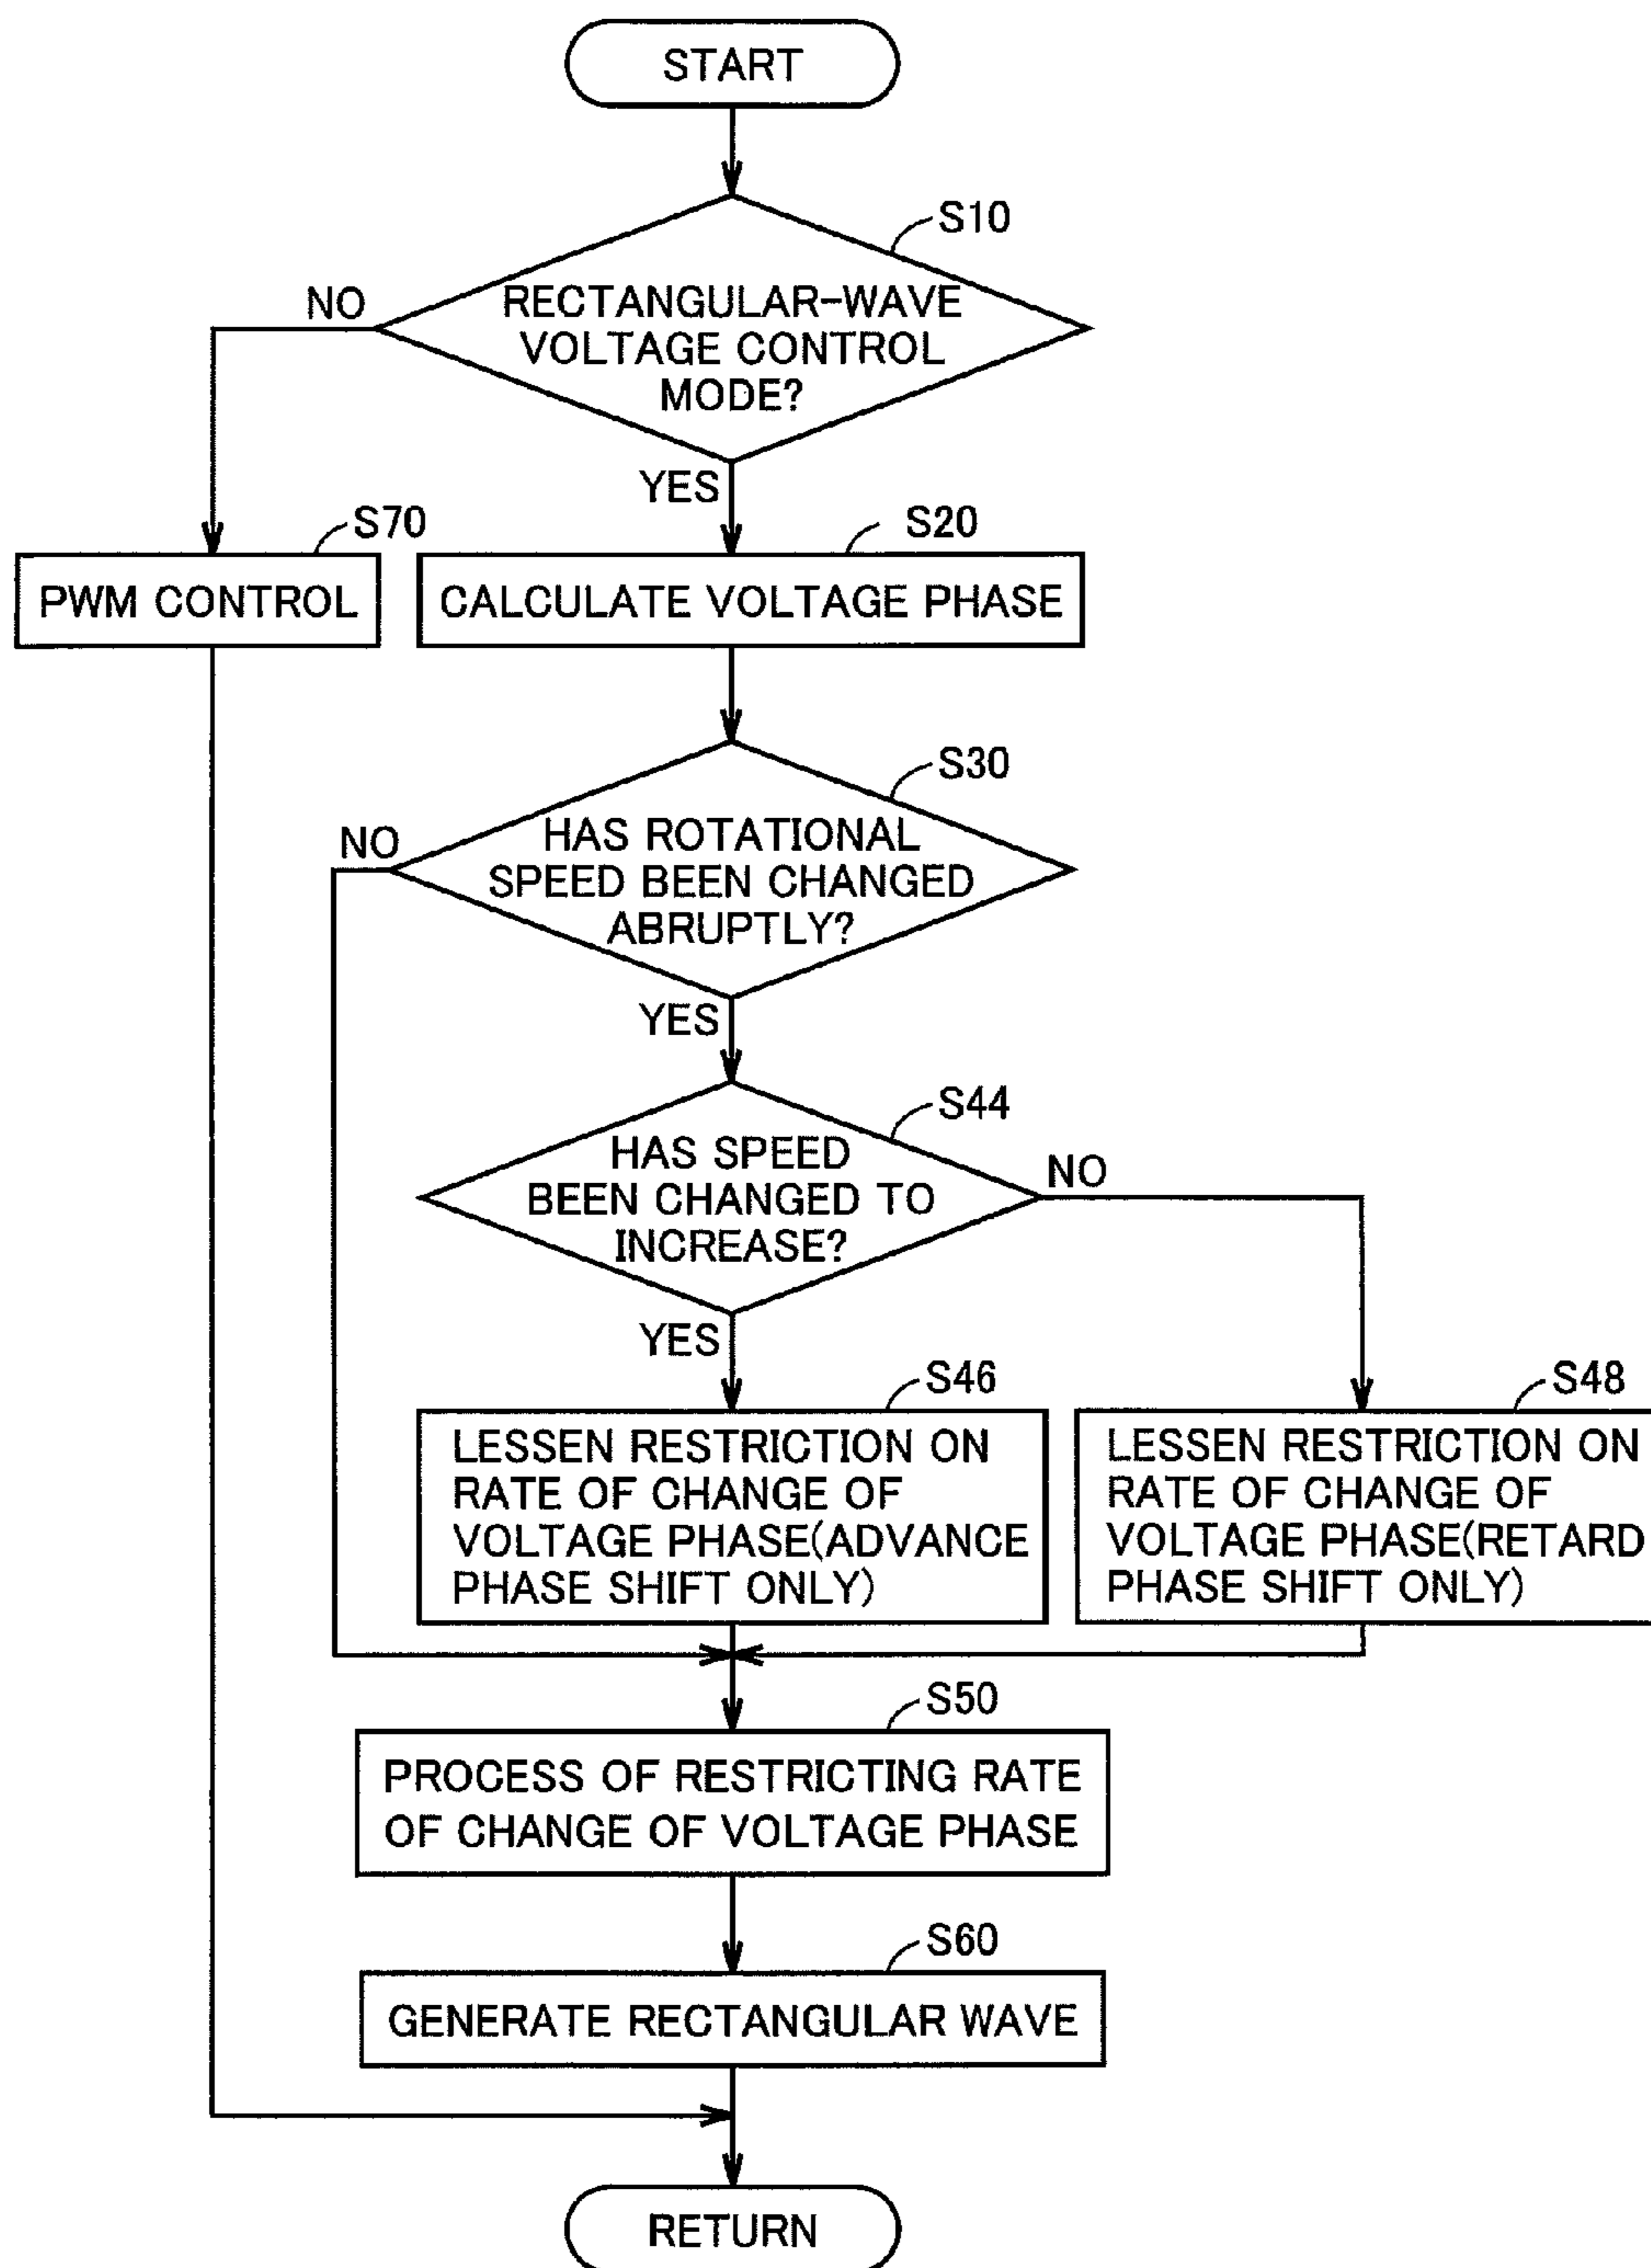 START
S10
NO
RECTANGULAR-WAVE
VOLTAGE CONTROL
MODE?
YES
S70
S20
PWM CONTROL
CALCULATE VOLTAGE PHASE
S30
NO
HAS ROTATIONAL
SPEED BEEN CHANGED
ABRUPTLY?
YES
S44
HAS SPEED
BEEN CHANGED TO
INCREASE?
NO
YES
S46
S48
LESSEN RESTRICTION ON
RATE OF CHANGE OF
VOLTAGE PHASE(ADVANCE
PHASE SHIFT ONLY)
LESSEN RESTRICTION ON
RATE OF CHANGE OF
VOLTAGE PHASE(RETARD
PHASE SHIFT ONLY)
S50
PROCESS OF RESTRICTING RATE
OF CHANGE OF VOLTAGE PHASE
S60
GENERATE RECTANGULAR WAVE
RETURN